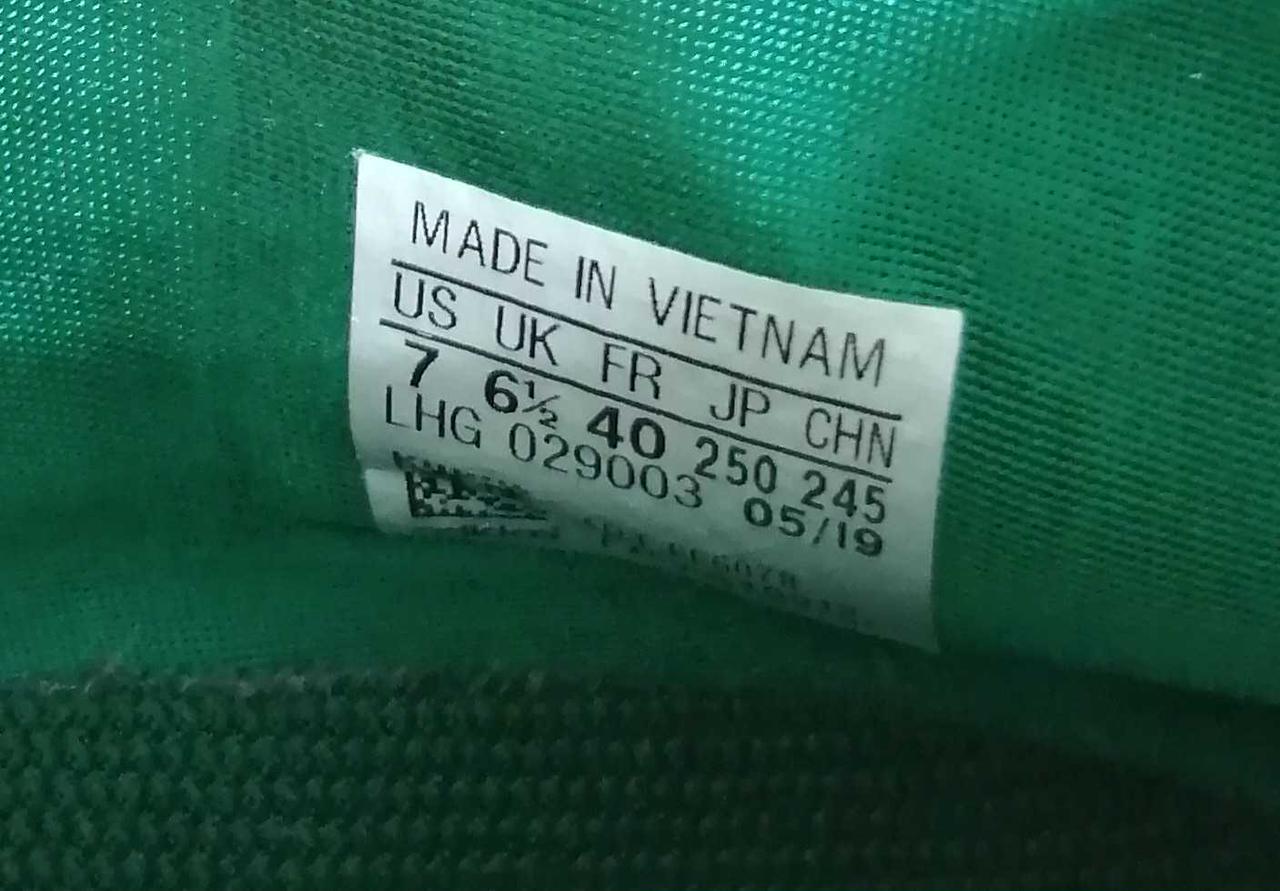 MADE IN VIETNAM
US UK FR JP CHN
7 6½ 40 250 245
LHG 029003 05/19